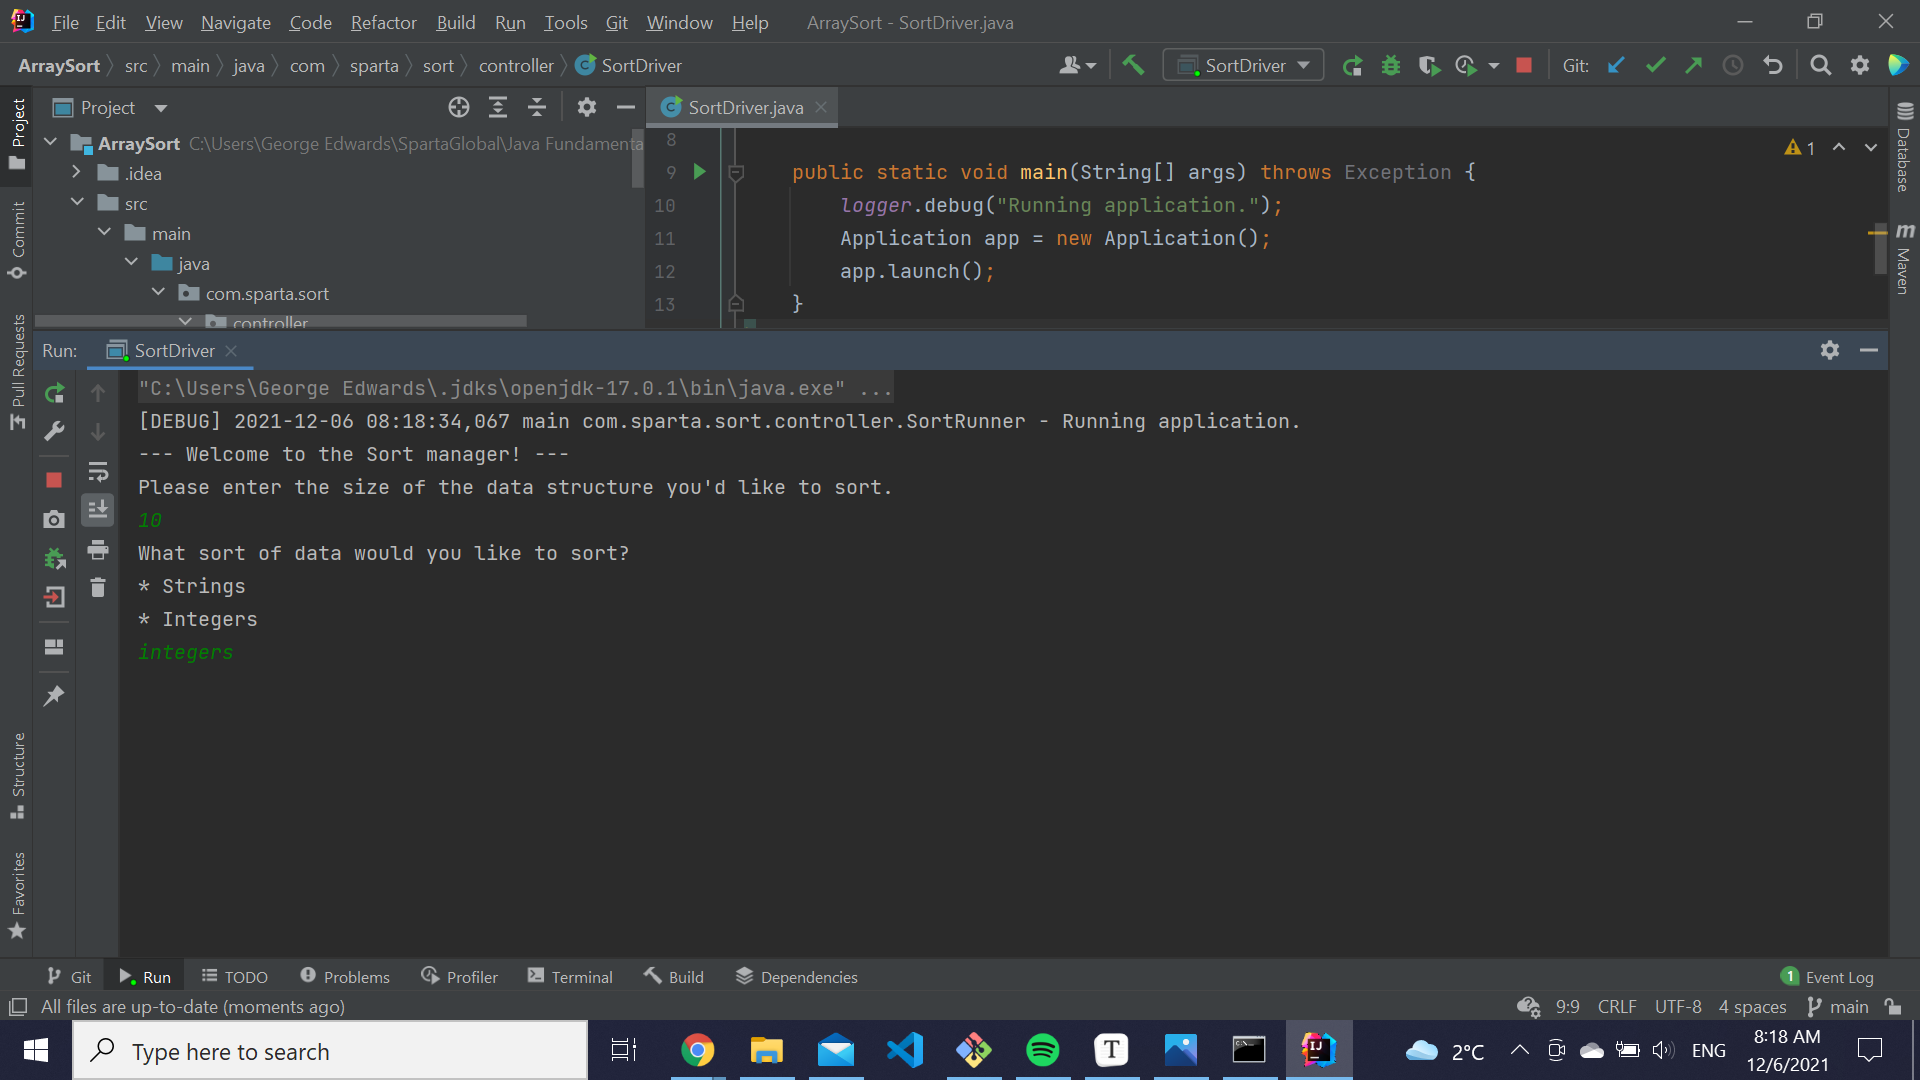 File Edit View Navigate Code Refactor Build Run Tools Git Window Help ArraySort - SortDriver.java
ArraySort src main java com sparta sort controller SortDriver
SortDriver Git:
Project
SortDriver.java
ArraySort C:\Users\George Edwards\SpartaGlobal\Java Fundamenta
.idea
src
main
java
com.sparta.sort
controller
8
9 public static void main(String[] args) throws Exception {
10 logger.debug("Running application.");
11 Application app = new Application();
12 app.launch();
13 }
1
Project
Commit
Pull Requests
Structure
Favorites
Database
m Maven
Run: SortDriver
"C:\Users\George Edwards\.jdks\openjdk-17.0.1\bin\java.exe" ...
[DEBUG] 2021-12-06 08:18:34,067 main com.sparta.sort.controller.SortRunner - Running application.
--- Welcome to the Sort manager! ---
Please enter the size of the data structure you'd like to sort.
10
What sort of data would you like to sort?
* Strings
* Integers
integers
Git Run TODO Problems Profiler Terminal Build Dependencies 1 Event Log
All files are up-to-date (moments ago) 9:9 CRLF UTF-8 4 spaces main
Type here to search
T
IJ
2°C ENG
8:18 AM
12/6/2021